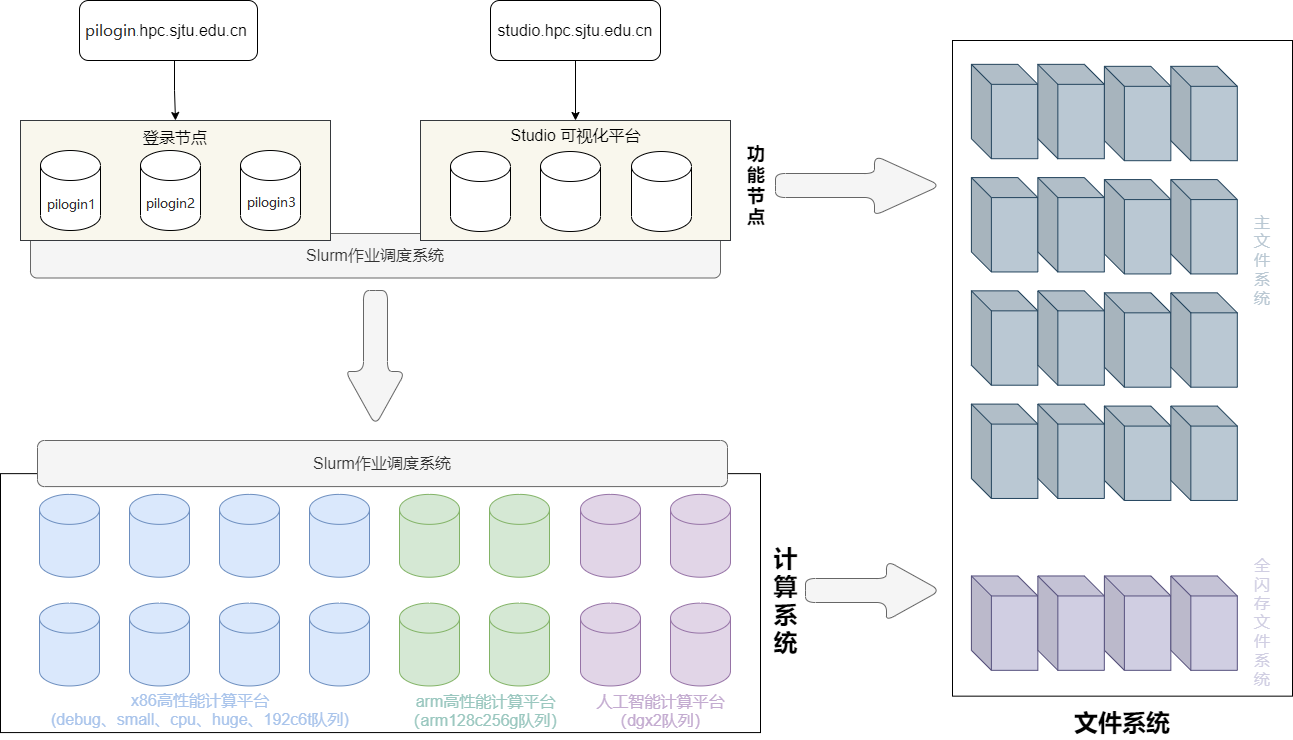 pilogin.hpc.sjtu.edu.cn
studio.hpc.sjtu.edu.cn
登录节点
pilogin1
pilogin2
pilogin3
Studio 可视化平台
功能节点
Slurm作业调度系统
主文件系统
Slurm作业调度系统
计算系统
全闪存文件系统
x86高性能计算平台
(debug、small、cpu、huge、192c6t队列)
arm高性能计算平台
(arm128c256g队列)
人工智能计算平台
(dgx2队列)
文件系统